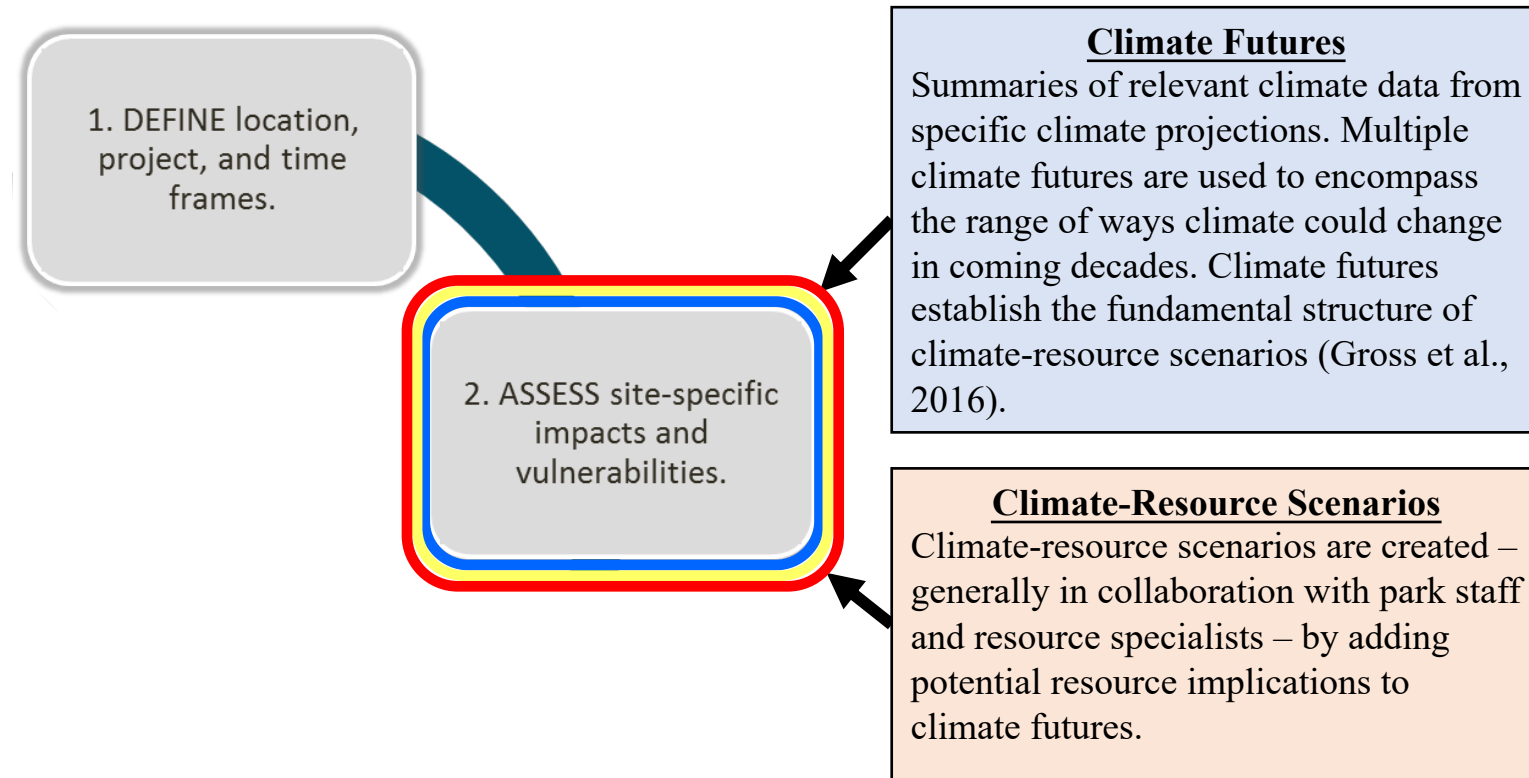 1. DEFINE location,
project, and time
frames.
2. ASSESS site-specific
impacts and
vulnerabilities.
Climate Futures
Summaries of relevant climate data from
specific climate projections. Multiple
climate futures are used to encompass
the range of ways climate could change
in coming decades. Climate futures
establish the fundamental structure of
climate-resource scenarios (Gross et al.,
2016).
Climate-Resource Scenarios
Climate-resource scenarios are created –
generally in collaboration with park staff
and resource specialists – by adding
potential resource implications to
climate futures.